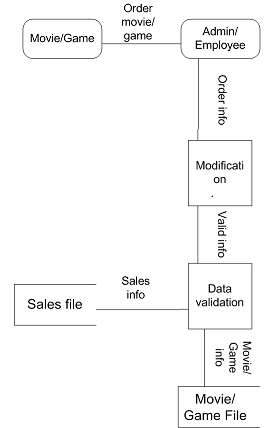 Order
movie/
game
Movie/Game
Admin/
Employee
Order info
Modificati
on
.
Valid info
Sales
info
Data
validation
Sales file
Movie/
Game
info
Movie/
Game File